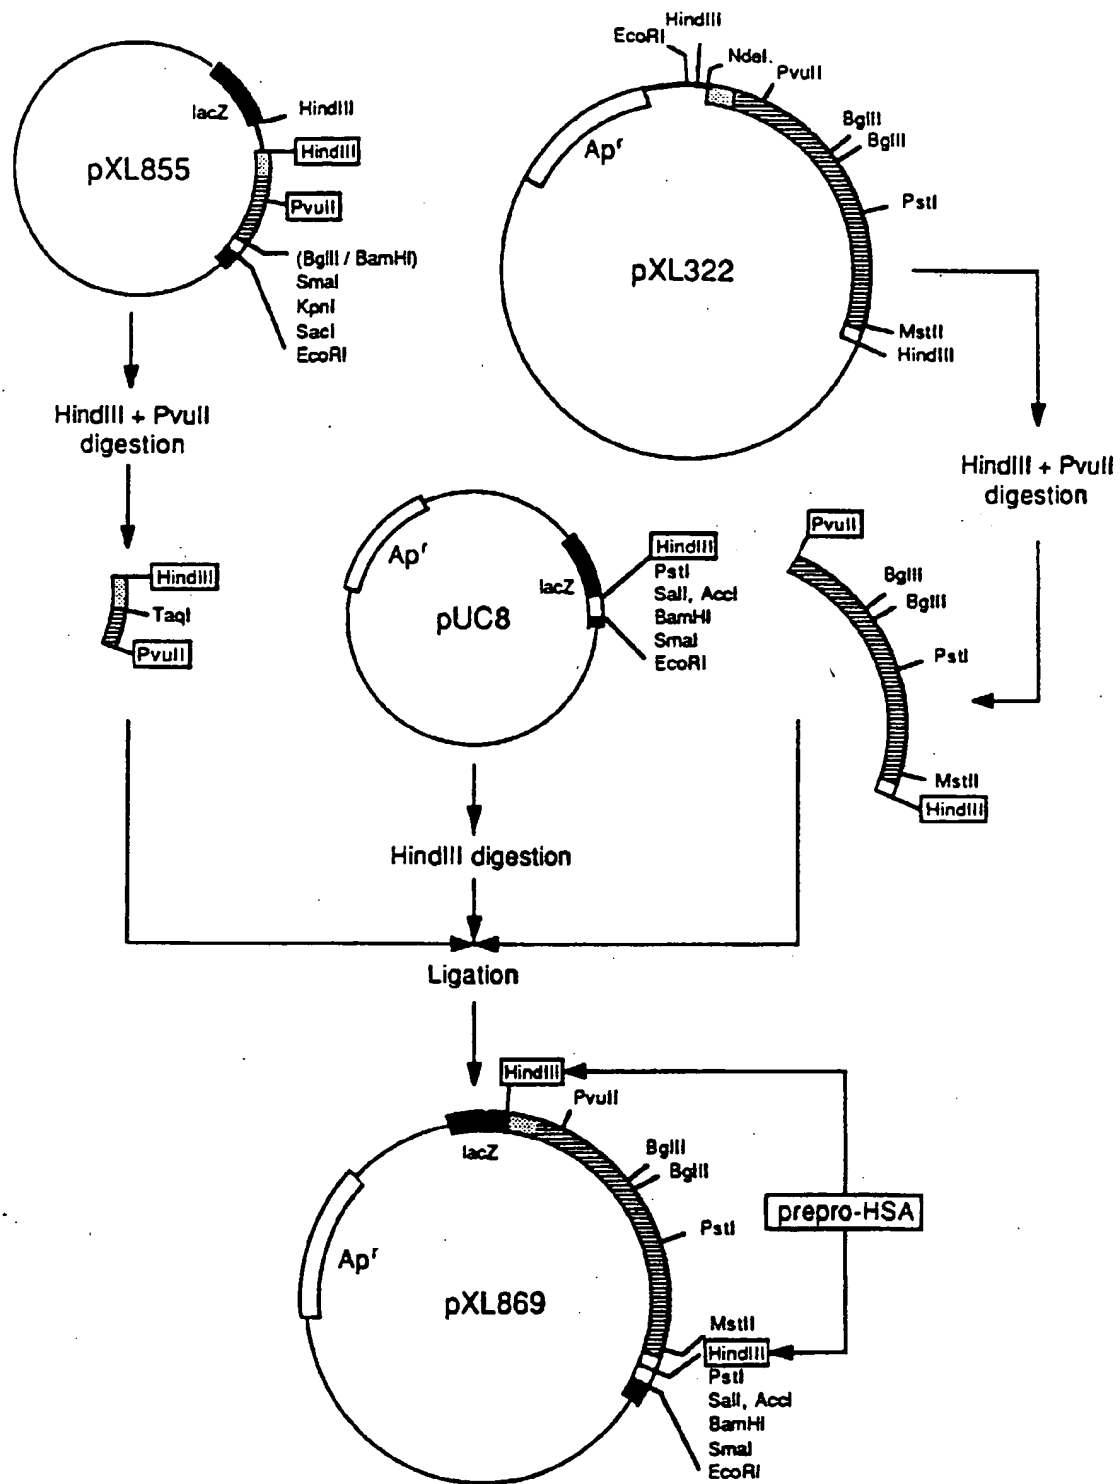 lacZ
HindIII
HindIII
pXL855
PvuII
(BglII / BamHI)
SmaI
KpnI
SacI
EcoRI
HindIII
EcoRI
NdeI.
PvuII
BglII
BglII
Apʳ
PstI
pXL322
MstII
HindIII
HindIII + PvuII
digestion
HindIII + PvuII
digestion
HindIII
TaqI
PvuII
Apʳ
lacZ
HindIII
PstI
SalI, AccI
BamHI
SmaI
EcoRI
pUC8
PvuII
BglII
BglII
PstI
MstII
HindIII
HindIII digestion
Ligation
HindIII
PvuII
lacZ
BglII
BglII
prepro-HSA
PstI
Apʳ
pXL869
MstII
HindIII
PstI
SalI, AccI
BamHI
SmaI
EcoRI